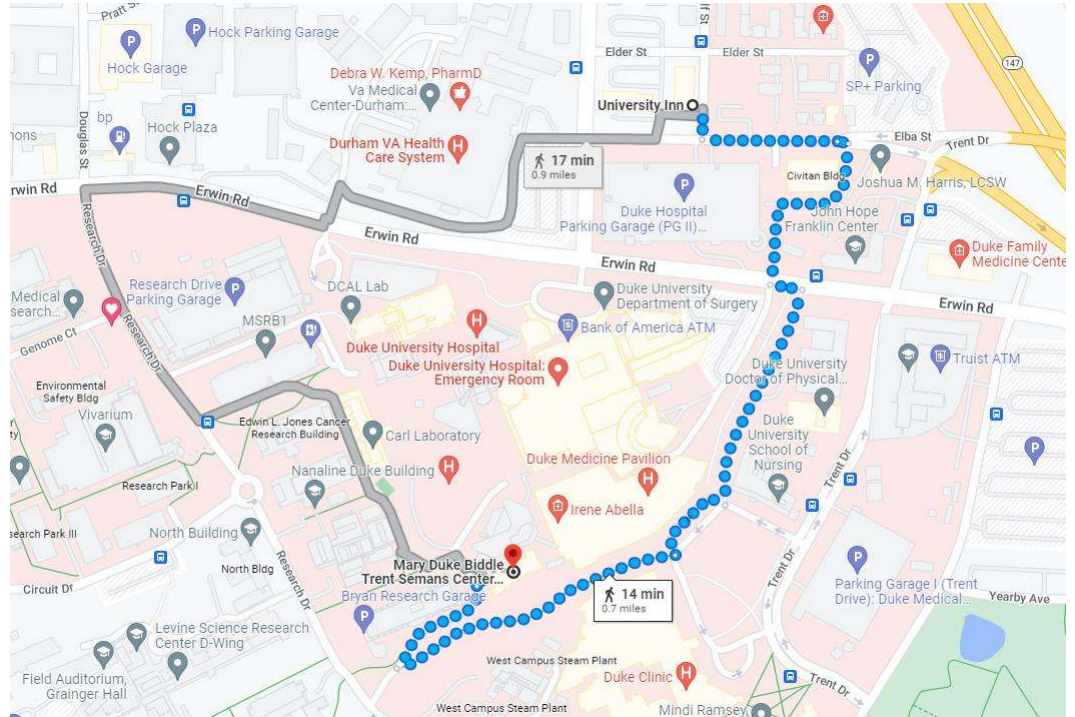 Pratt St
Hock Parking Garage
Hock Garage
Debra W. Kemp, PharmD
Va Medical
Center-Durham:...
Elder St
Elder St
SP+ Parking
147
University Inn
bp
Hock Plaza
Douglas St
Durham VA Health
Care System
17 min
0.9 miles
Elba St
Trent Dr
Civitan Bldg
Joshua M. Harris, LCSW
Duke Hospital
Parking Garage (PG II)...
John Hope
Franklin Center
Erwin Rd
Erwin Rd
Erwin Rd
Erwin Rd
Erwin Rd
Duke Family
Medicine Cente
Research Dr
Research Drive
Parking Garage
DCAL Lab
Duke University
Department of Surgery
Medical
search...
MSRB1
Bank of America ATM
Genome Ct
Research Dr
Duke University Hospital
Duke University Hospital:
Emergency Room
Truist ATM
Duke University
Doctor of Physical...
Environmental
Safety Bldg
Vivarium
Edwin L. Jones Cancer
Research Building
Carl Laboratory
Duke
University
School of
Nursing
Trent Dr
Duke Medicine Pavilion
Nanaline Duke Building
Research Park I
Irene Abella
search Park III
North Building
North Bldg
Circuit Dr
Research Dr
Mary Duke Biddle
Trent Semans Center...
Bryan Research Garage
14 min
0.7 miles
Trent Dr
Parking Garage I (Trent
Drive): Duke Medical...
Yearby Ave
Levine Science Research
Center D-Wing
Field Auditorium,
Grainger Hall
West Campus Steam Plant
Duke Clinic
Trent Dr
West Campus Steam Plant
Mindi Ramsey